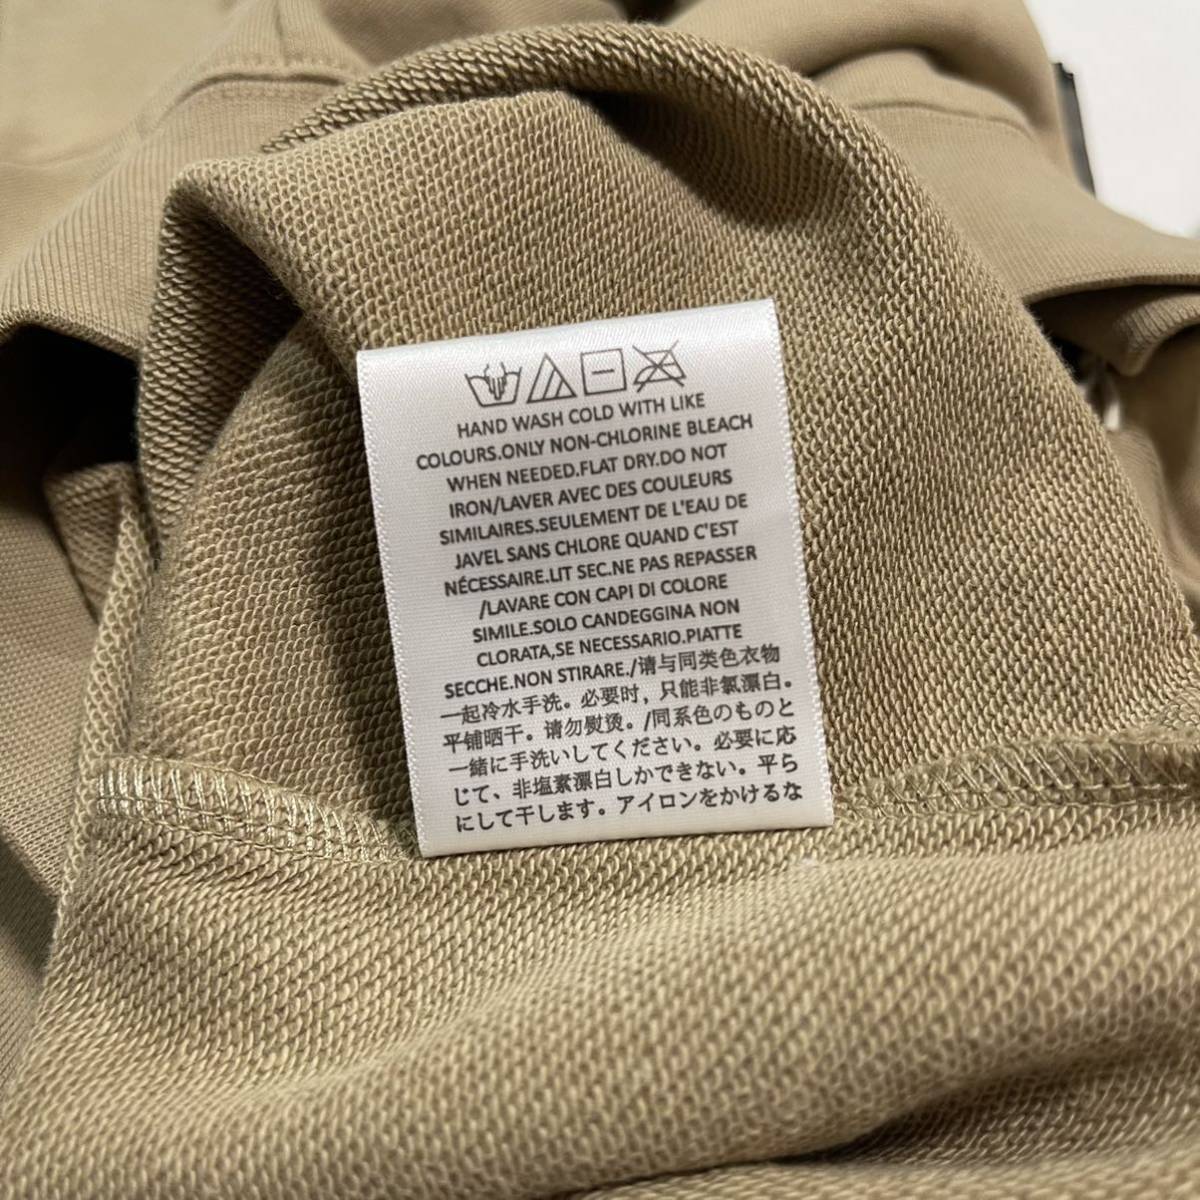 HAND WASH COLD WITH LIKE
COLOURS.ONLY NON-CHLORINE BLEACH
WHEN NEEDED.FLAT DRY.DO NOT
IRON/LAVER AVEC DES COULEURS
SIMILAIRES.SEULEMENT DE L'EAU DE
JAVEL SANS CHLORE QUAND C'EST
NÉCESSAIRE.LIT SEC.NE PAS REPASSER
/LAVARE CON CAPI DI COLORE
SIMILE.SOLO CANDEGGINA NON
CLORATA,SE NECESSARIO.PIATTE
SECCHE.NON STIRARE./请与同类色衣物
一起冷水手洗。必要时，只能非氯漂白。
平铺晒干。请勿熨烫。/同系色のものと
一緒に手洗いしてください。必要に応
じて、非塩素漂白しかできない。平ら
にして干します。アイロンをかけるな